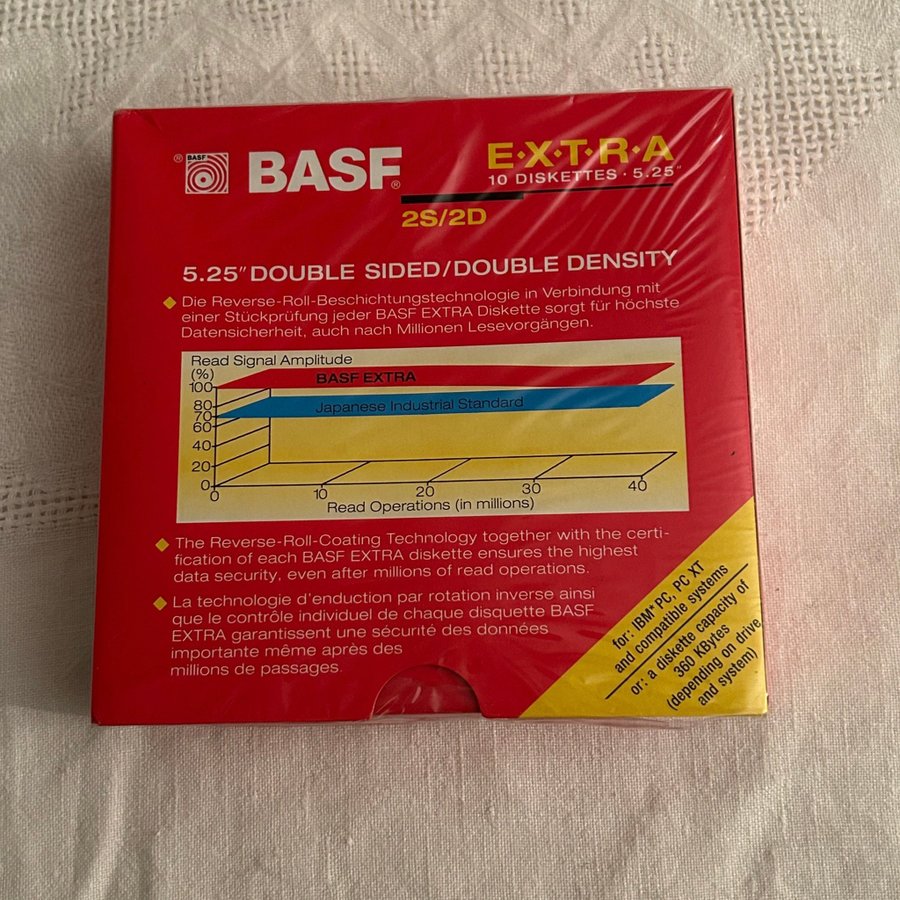 ® BASF BASF® E·X·T·R·A
10 DISKETTES · 5.25"
2S/2D
5.25" DOUBLE SIDED/DOUBLE DENSITY
Die Reverse-Roll-Beschichtungstechnologie in Verbindung mit
einer Stückprüfung jeder BASF EXTRA Diskette sorgt für höchste
Datensicherheit, auch nach Millionen Lesevorgängen.
Read Signal Amplitude
(%)
100
80
70
60
40
20
0
BASF EXTRA
Japanese Industrial Standard
0 10 20 30 40
Read Operations (in millions)
The Reverse-Roll-Coating Technology together with the certi-
fication of each BASF EXTRA diskette ensures the highest
data security, even after millions of read operations.
La technologie d'enduction par rotation inverse ainsi
que le contrôle individuel de chaque disquette BASF
EXTRA garantissent une sécurité des données
importante même après des
millions de passages.
for: IBM* PC, PC XT
and compatible systems
or: a diskette capacity of
360 KBytes
(depending on drive
and system)